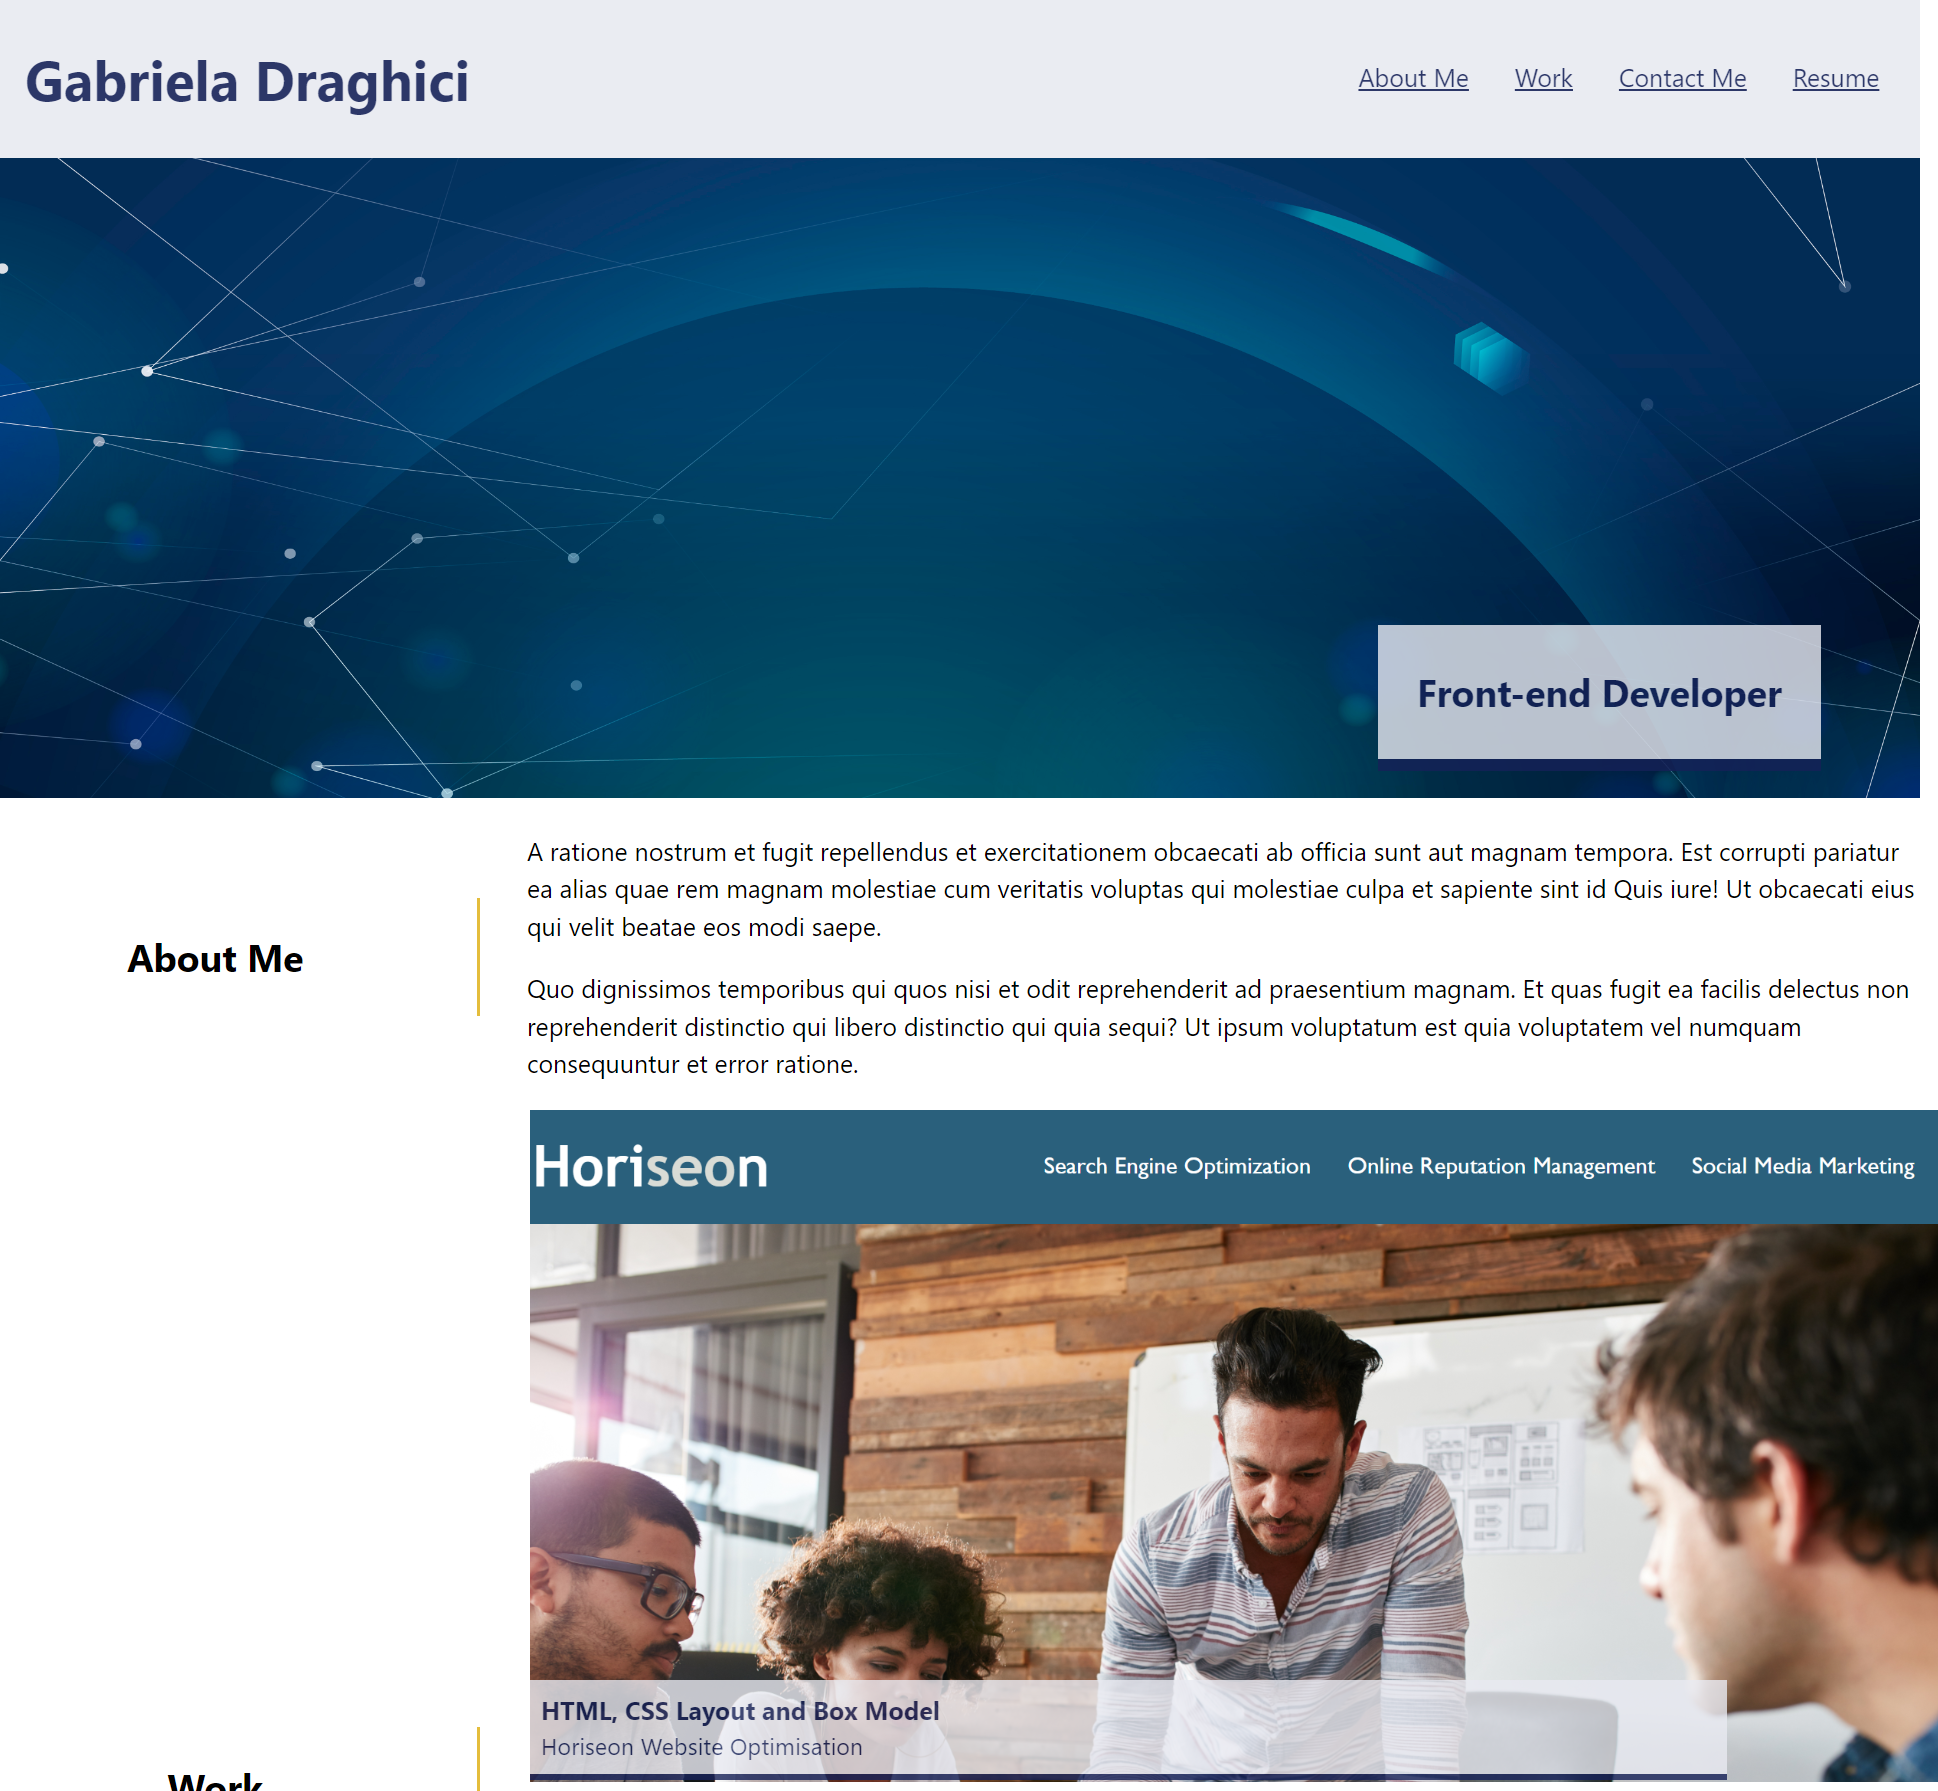 Gabriela Draghici
About Me
Work
Contact Me
Resume
Front-end Developer
About Me
A ratione nostrum et fugit repellendus et exercitationem obcaecati ab officia sunt aut magnam tempora. Est corrupti pariatur
ea alias quae rem magnam molestiae cum veritatis voluptas qui molestiae culpa et sapiente sint id Quis iure! Ut obcaecati eius
qui velit beatae eos modi saepe.
Quo dignissimos temporibus qui quos nisi et odit reprehenderit ad praesentium magnam. Et quas fugit ea facilis delectus non
reprehenderit distinctio qui libero distinctio qui quia sequi? Ut ipsum voluptatum est quia voluptatem vel numquam
consequuntur et error ratione.
Horiseon
Search Engine Optimization
Online Reputation Management
Social Media Marketing
HTML, CSS Layout and Box Model
Horiseon Website Optimisation
Work